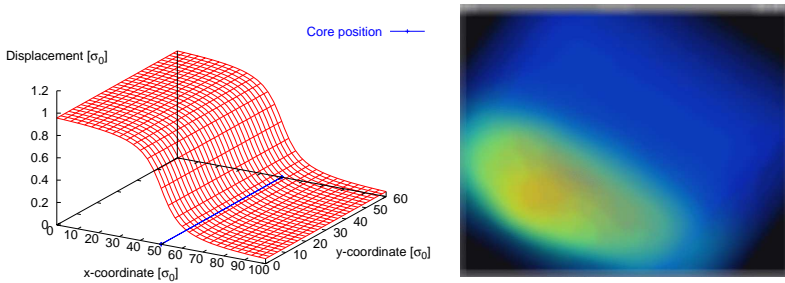 Core position
Displacement [σ0]
1.2
1
0.8
0.6
0.4
0.2
0
0 10 20 30 40 50 60 70 80 90 100
x-coordinate [σ0]
0 10 20 30 40 50 60
y-coordinate [σ0]